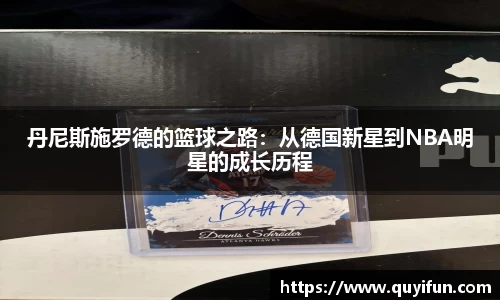 丹尼斯施罗德的篮球之路：从德国新星到NBA明
星的成长历程
17
Dennis Schröder
ATLANTA HAWKS
https://www.quyifun.com